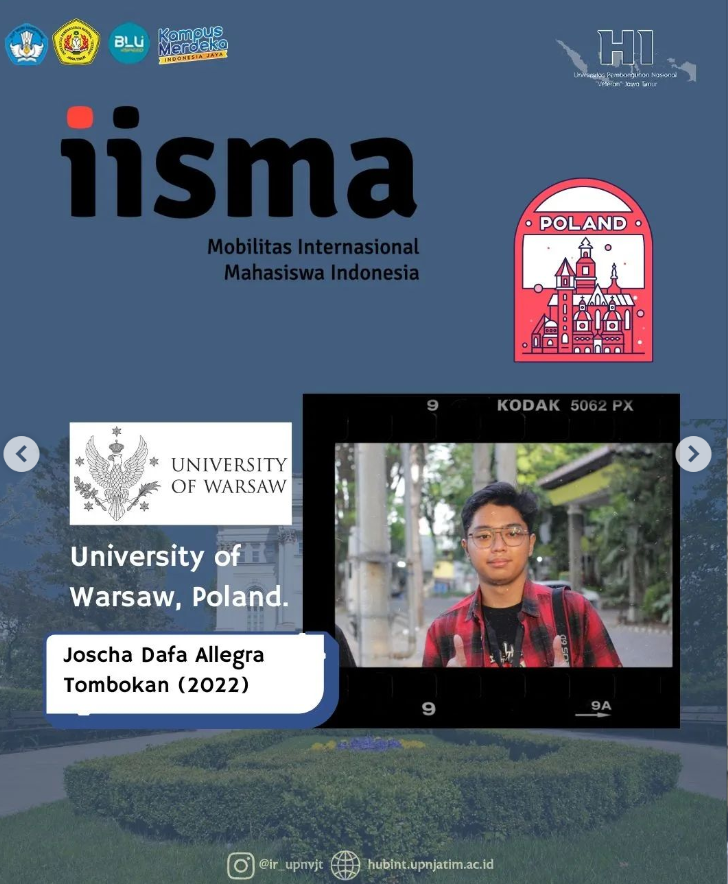 BLU
Kampus
Merdeka
INDONESIA JAYA
HI
Universitas Pembangunan Nasional
"Veteran" Jawa Timur
iisma
Mobilitas Internasional
Mahasiswa Indonesia
POLAND
9 KODAK 5062 PX
UNIVERSITY
OF WARSAW
University of
Warsaw, Poland.
Joscha Dafa Allegra
Tombokan (2022)
9 9A
@ir_upnvjt hubint.upnjatim.ac.id